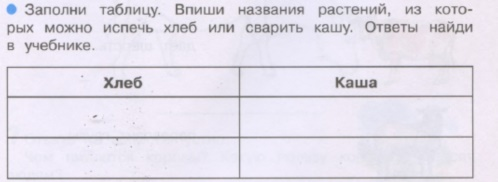 ● Заполни таблицу. Впиши названия растений, из кото-
рых можно испечь хлеб или сварить кашу. Ответы найди
в учебнике.
Хлеб Каша